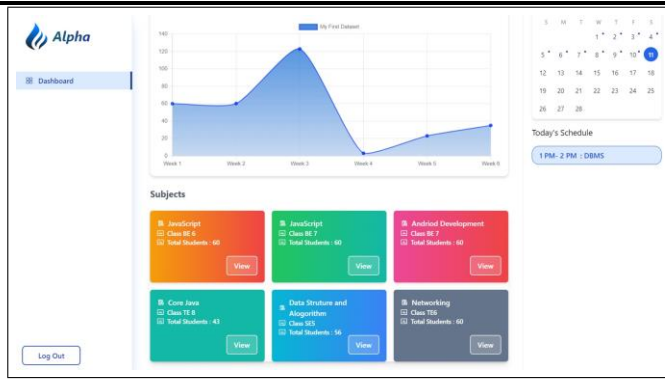 Alpha
Dashboard
Log Out
My First Dataset
140
120
100
80
60
40
20
0
Week 1 Week 2 Week 3 Week 4 Week 5 Week 6
Subjects
JavaScript
Class BE 6
Total Students : 60
View
JavaScript
Class BE 7
Total Students : 60
View
Andriod Development
Class BE 7
Total Students : 60
View
Core Java
Class TE 8
Total Students : 43
View
Data Struture and
Alogorithm
Class SE5
Total Students : 56
View
Networking
Class TE6
Total Students : 60
View
S M T W T F S
1 2 3 4
5 6 7 8 9 10 11
12 13 14 15 16 17 18
19 20 21 22 23 24 25
26 27 28
Today's Schedule
1 PM- 2 PM : DBMS